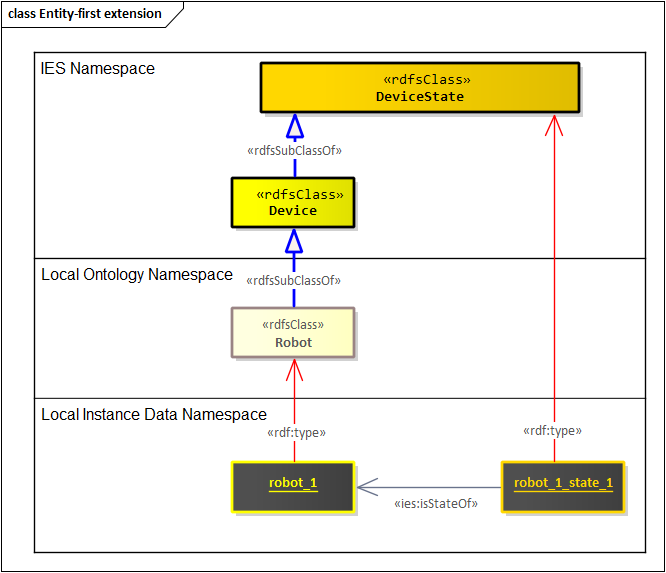 class Entity-first extension
IES Namespace
«rdfsClass»
DeviceState
«rdfsSubClassOf»
«rdfsClass»
Device
Local Ontology Namespace
«rdfsSubClassOf»
«rdfsClass»
Robot
Local Instance Data Namespace
«rdf:type»
«rdf:type»
robot_1
robot_1_state_1
«ies:isStateOf»